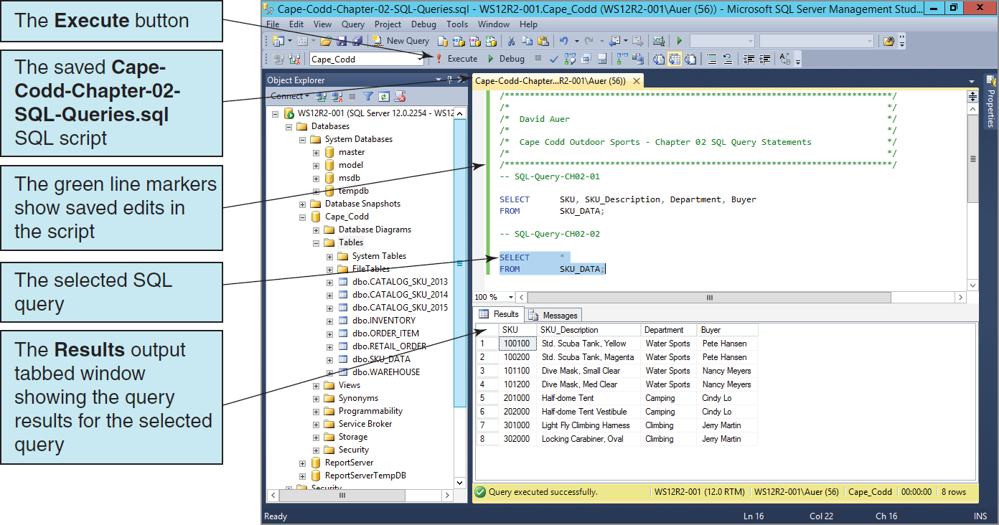 The Execute button
The saved Cape-
Codd-Chapter-02-
SQL-Queries.sql
SQL script
The green line markers
show saved edits in
the script
The selected SQL
query
The Results output
tabbed window
showing the query
results for the selected
query
Cape-Codd-Chapter-02-SQL-Queries.sql - WS12R2-001.Cape_Codd (WS12R2-001\Auer (56)) - Microsoft SQL Server Management Stud...
File Edit View Query Project Debug Tools Window Help
New Query
Cape_Codd Execute Debug
Object Explorer
Connect
WS12R2-001 (SQL Server 12.0.2254 - WS12
Databases
System Databases
master
model
msdb
tempdb
Database Snapshots
Cape_Codd
Database Diagrams
Tables
System Tables
FileTables
dbo.CATALOG_SKU_2013
dbo.CATALOG_SKU_2014
dbo.CATALOG_SKU_2015
dbo.INVENTORY
dbo.ORDER_ITEM
dbo.RETAIL_ORDER
dbo.SKU_DATA
dbo.WAREHOUSE
Views
Synonyms
Programmability
Service Broker
Storage
Security
ReportServer
ReportServerTempDB
Security
Cape-Codd-Chapter...R2-001\Auer (56))
/*****************************************************************************/
/* */
/* David Auer */
/* */
/* Cape Codd Outdoor Sports - Chapter 02 SQL Query Statements */
/* */
/*****************************************************************************/
-- SQL-Query-CH02-01
SELECT SKU, SKU_Description, Department, Buyer
FROM SKU_DATA;
-- SQL-Query-CH02-02
SELECT *
FROM SKU_DATA;
100 %
Results Messages
SKU SKU_Description Department Buyer
1 100100 Std. Scuba Tank, Yellow Water Sports Pete Hansen
2 100200 Std. Scuba Tank, Magenta Water Sports Pete Hansen
3 101100 Dive Mask, Small Clear Water Sports Nancy Meyers
4 101200 Dive Mask, Med Clear Water Sports Nancy Meyers
5 201000 Half-dome Tent Camping Cindy Lo
6 202000 Half-dome Tent Vestibule Camping Cindy Lo
7 301000 Light Fly Climbing Harness Climbing Jerry Martin
8 302000 Locking Carabiner, Oval Climbing Jerry Martin
Query executed successfully. WS12R2-001 (12.0 RTM) WS12R2-001\Auer (56) Cape_Codd 00:00:00 8 rows
Properties
Ready Ln 16 Col 22 Ch 16 INS